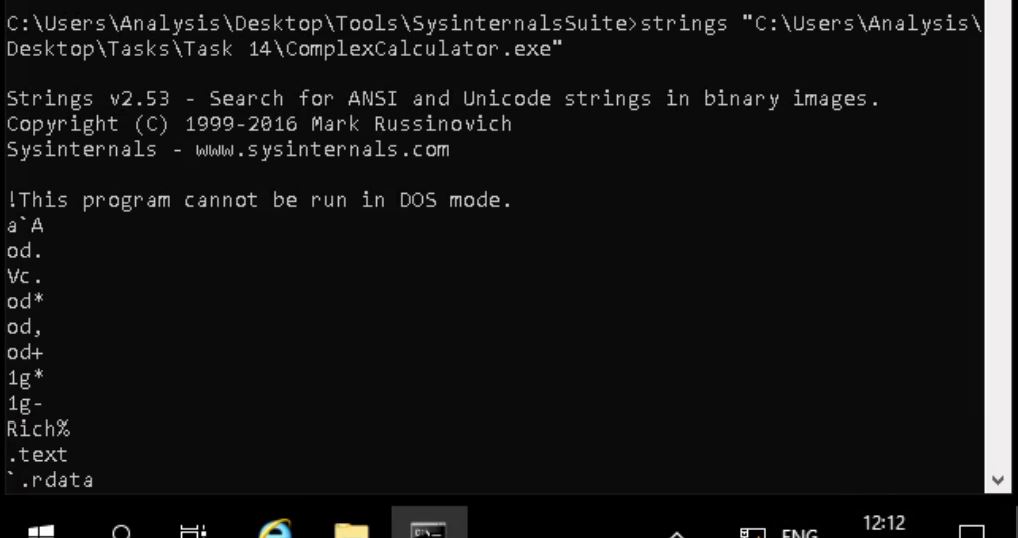 C:\Users\Analysis\Desktop\Tools\SysinternalsSuite>strings "C:\Users\Analysis\
Desktop\Tasks\Task 14\ComplexCalculator.exe"
Strings v2.53 - Search for ANSI and Unicode strings in binary images.
Copyright (C) 1999-2016 Mark Russinovich
Sysinternals - www.sysinternals.com
!This program cannot be run in DOS mode.
a`A
od.
Vc.
od*
od,
od+
1g*
1g-
Rich%
.text
`.rdata
ENG
12:12